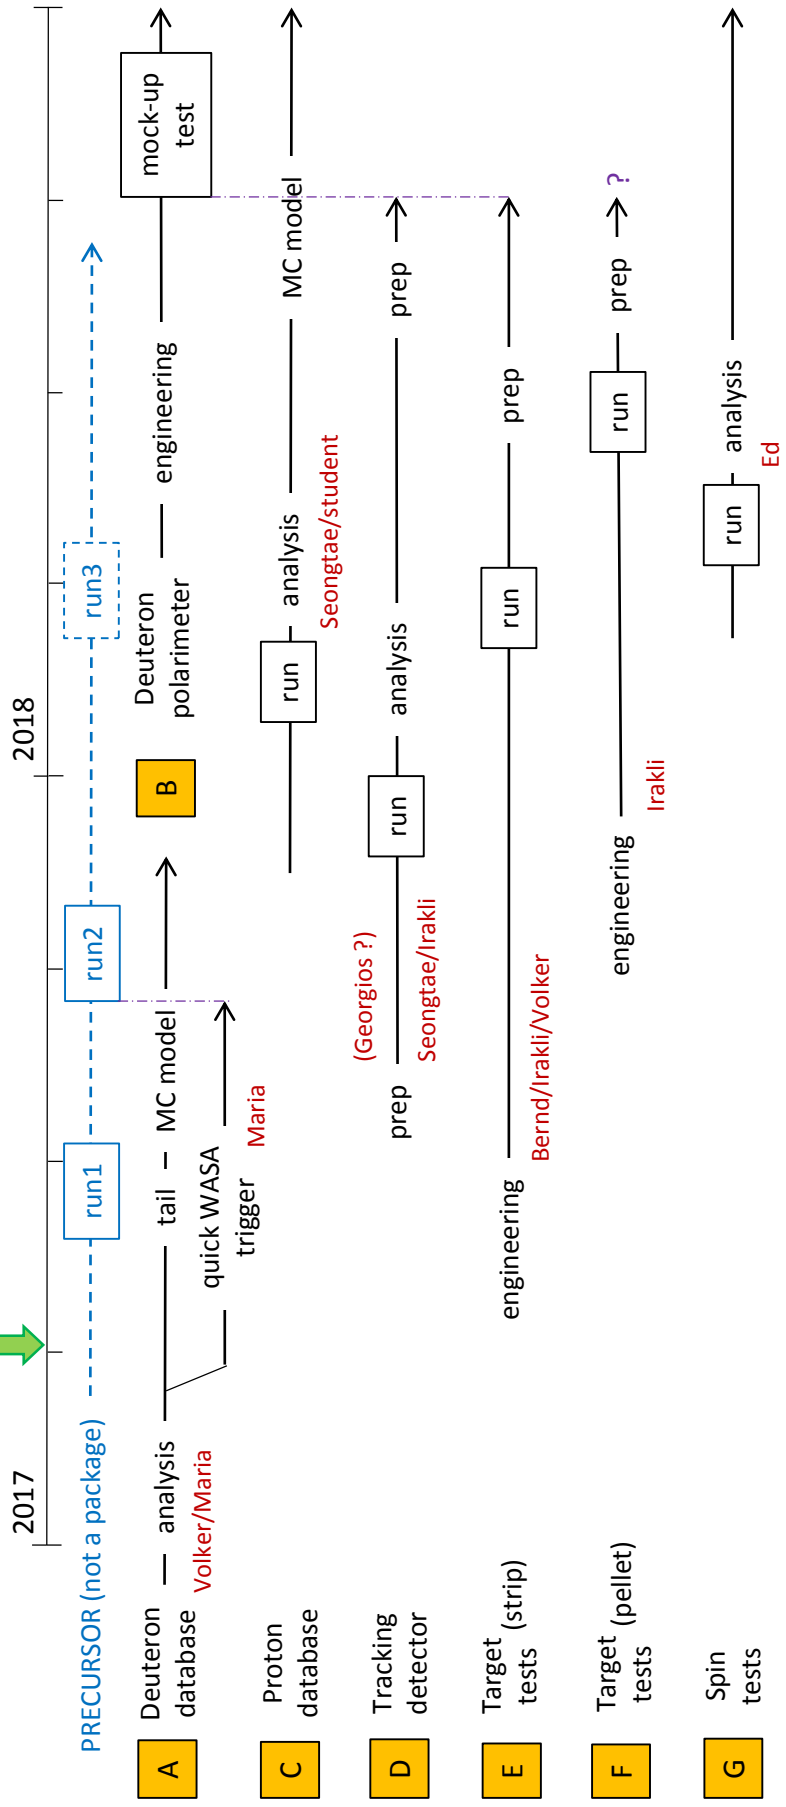 2017
2018
PRECURSOR (not a package)
run1
run2
run3
A
Deuteron
database
analysis
Volker/Maria
tail
MC model
quick WASA
trigger
Maria
B
Deuteron
polarimeter
engineering
mock-up
test
C
Proton
database
run
analysis
Seongtae/student
MC model
D
Tracking
detector
prep
(Georgios ?)
Seongtae/Irakli
run
analysis
prep
E
Target (strip)
tests
engineering
Bernd/Irakli/Volker
run
prep
F
Target (pellet)
tests
engineering
Irakli
run
prep
?
G
Spin
tests
run
analysis
Ed